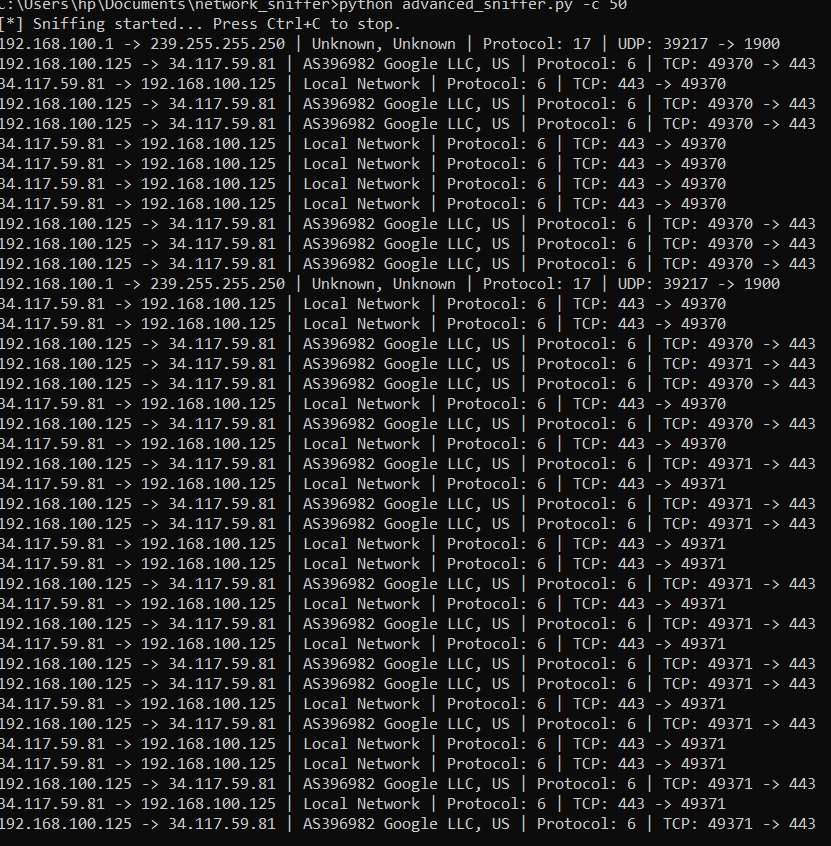 C:\Users\hp\Documents\network_sniffer>python advanced_sniffer.py -c 50
[*] Sniffing started... Press Ctrl+C to stop.
192.168.100.1 -> 239.255.255.250 | Unknown, Unknown | Protocol: 17 | UDP: 39217 -> 1900
192.168.100.125 -> 34.117.59.81 | AS396982 Google LLC, US | Protocol: 6 | TCP: 49370 -> 443
34.117.59.81 -> 192.168.100.125 | Local Network | Protocol: 6 | TCP: 443 -> 49370
192.168.100.125 -> 34.117.59.81 | AS396982 Google LLC, US | Protocol: 6 | TCP: 49370 -> 443
192.168.100.125 -> 34.117.59.81 | AS396982 Google LLC, US | Protocol: 6 | TCP: 49370 -> 443
34.117.59.81 -> 192.168.100.125 | Local Network | Protocol: 6 | TCP: 443 -> 49370
34.117.59.81 -> 192.168.100.125 | Local Network | Protocol: 6 | TCP: 443 -> 49370
34.117.59.81 -> 192.168.100.125 | Local Network | Protocol: 6 | TCP: 443 -> 49370
34.117.59.81 -> 192.168.100.125 | Local Network | Protocol: 6 | TCP: 443 -> 49370
192.168.100.125 -> 34.117.59.81 | AS396982 Google LLC, US | Protocol: 6 | TCP: 49370 -> 443
192.168.100.125 -> 34.117.59.81 | AS396982 Google LLC, US | Protocol: 6 | TCP: 49370 -> 443
192.168.100.125 -> 34.117.59.81 | AS396982 Google LLC, US | Protocol: 6 | TCP: 49370 -> 443
192.168.100.1 -> 239.255.255.250 | Unknown, Unknown | Protocol: 17 | UDP: 39217 -> 1900
34.117.59.81 -> 192.168.100.125 | Local Network | Protocol: 6 | TCP: 443 -> 49370
34.117.59.81 -> 192.168.100.125 | Local Network | Protocol: 6 | TCP: 443 -> 49370
192.168.100.125 -> 34.117.59.81 | AS396982 Google LLC, US | Protocol: 6 | TCP: 49370 -> 443
192.168.100.125 -> 34.117.59.81 | AS396982 Google LLC, US | Protocol: 6 | TCP: 49371 -> 443
192.168.100.125 -> 34.117.59.81 | AS396982 Google LLC, US | Protocol: 6 | TCP: 49370 -> 443
34.117.59.81 -> 192.168.100.125 | Local Network | Protocol: 6 | TCP: 443 -> 49370
192.168.100.125 -> 34.117.59.81 | AS396982 Google LLC, US | Protocol: 6 | TCP: 49370 -> 443
34.117.59.81 -> 192.168.100.125 | Local Network | Protocol: 6 | TCP: 443 -> 49370
192.168.100.125 -> 34.117.59.81 | AS396982 Google LLC, US | Protocol: 6 | TCP: 49371 -> 443
34.117.59.81 -> 192.168.100.125 | Local Network | Protocol: 6 | TCP: 443 -> 49371
192.168.100.125 -> 34.117.59.81 | AS396982 Google LLC, US | Protocol: 6 | TCP: 49371 -> 443
192.168.100.125 -> 34.117.59.81 | AS396982 Google LLC, US | Protocol: 6 | TCP: 49371 -> 443
34.117.59.81 -> 192.168.100.125 | Local Network | Protocol: 6 | TCP: 443 -> 49371
34.117.59.81 -> 192.168.100.125 | Local Network | Protocol: 6 | TCP: 443 -> 49371
192.168.100.125 -> 34.117.59.81 | AS396982 Google LLC, US | Protocol: 6 | TCP: 49371 -> 443
34.117.59.81 -> 192.168.100.125 | Local Network | Protocol: 6 | TCP: 443 -> 49371
192.168.100.125 -> 34.117.59.81 | AS396982 Google LLC, US | Protocol: 6 | TCP: 49371 -> 443
34.117.59.81 -> 192.168.100.125 | Local Network | Protocol: 6 | TCP: 443 -> 49371
192.168.100.125 -> 34.117.59.81 | AS396982 Google LLC, US | Protocol: 6 | TCP: 49371 -> 443
192.168.100.125 -> 34.117.59.81 | AS396982 Google LLC, US | Protocol: 6 | TCP: 49371 -> 443
34.117.59.81 -> 192.168.100.125 | Local Network | Protocol: 6 | TCP: 443 -> 49371
192.168.100.125 -> 34.117.59.81 | AS396982 Google LLC, US | Protocol: 6 | TCP: 49371 -> 443
34.117.59.81 -> 192.168.100.125 | Local Network | Protocol: 6 | TCP: 443 -> 49371
34.117.59.81 -> 192.168.100.125 | Local Network | Protocol: 6 | TCP: 443 -> 49371
192.168.100.125 -> 34.117.59.81 | AS396982 Google LLC, US | Protocol: 6 | TCP: 49371 -> 443
34.117.59.81 -> 192.168.100.125 | Local Network | Protocol: 6 | TCP: 443 -> 49371
192.168.100.125 -> 34.117.59.81 | AS396982 Google LLC, US | Protocol: 6 | TCP: 49371 -> 443